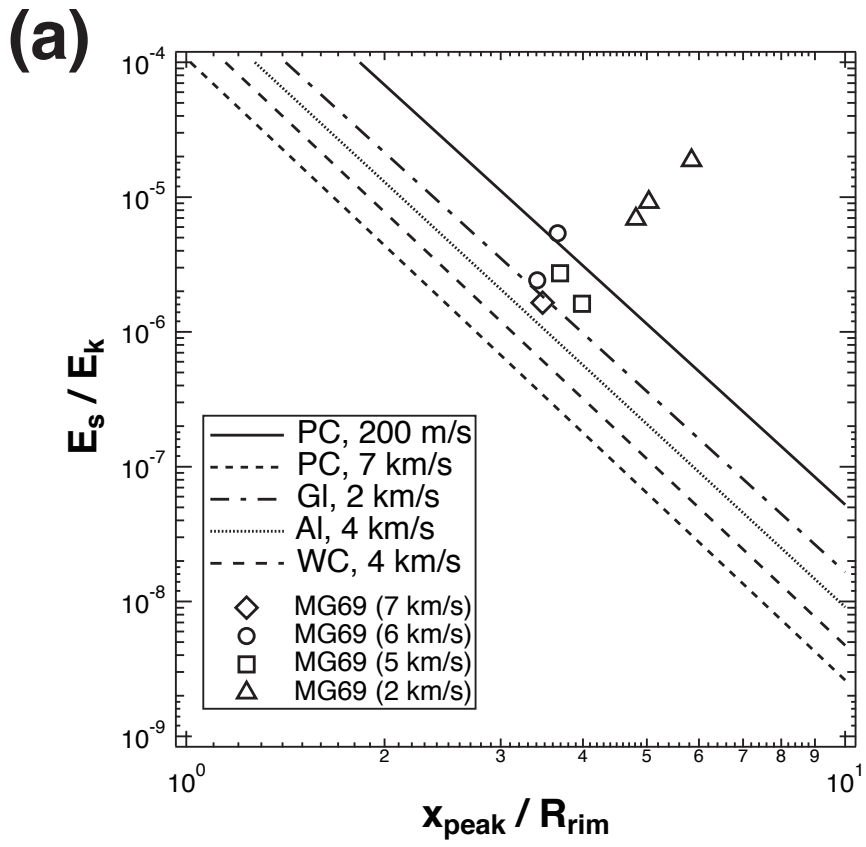 (a)
10^-4
10^-5
10^-6
10^-7
10^-8
10^-9
E_s / E_k
PC, 200 m/s
PC, 7 km/s
Gl, 2 km/s
Al, 4 km/s
WC, 4 km/s
MG69 (7 km/s)
MG69 (6 km/s)
MG69 (5 km/s)
MG69 (2 km/s)
10^0 2 3 4 5 6 7 8 9 10^1
x_peak / R_rim